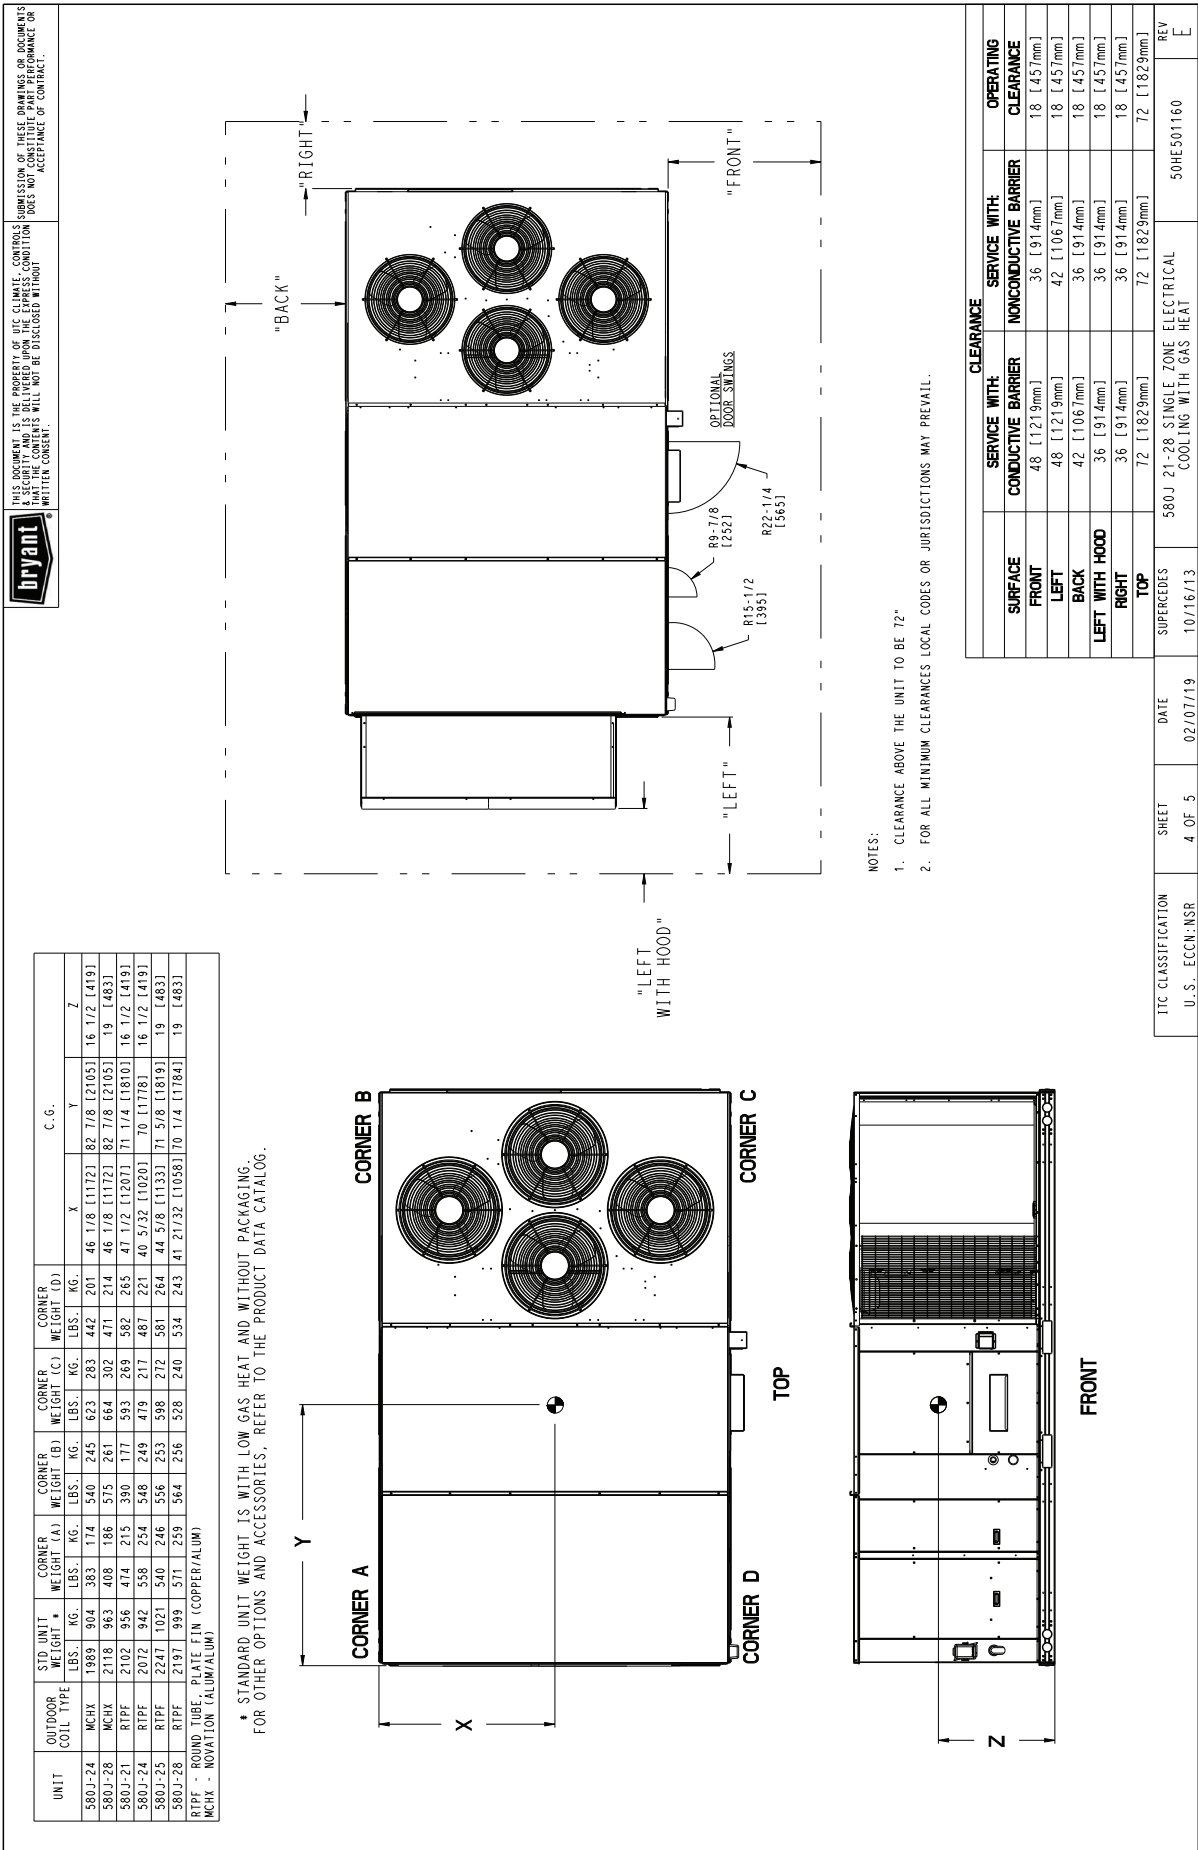 UNIT | OUTDOOR COIL TYPE | STD UNIT WEIGHT * | CORNER WEIGHT (A) | CORNER WEIGHT (B) | CORNER WEIGHT (C) | CORNER WEIGHT (D) | C.G.
LBS. | KG. | LBS. | KG. | LBS. | KG. | LBS. | KG. | LBS. | KG. | X | Y | Z
580J-24 | MCHX | 1989 | 904 | 383 | 174 | 540 | 245 | 623 | 283 | 442 | 201 | 46 1/8 [1172] | 82 7/8 [2105] | 16 1/2 [419]
580J-28 | MCHX | 2118 | 963 | 408 | 186 | 575 | 261 | 664 | 302 | 471 | 214 | 46 1/8 [1172] | 82 7/8 [2105] | 19 [483]
580J-21 | RTPF | 2102 | 956 | 474 | 215 | 390 | 177 | 593 | 269 | 582 | 265 | 47 1/2 [1207] | 71 1/4 [1810] | 16 1/2 [419]
580J-24 | RTPF | 2072 | 942 | 558 | 254 | 548 | 249 | 479 | 217 | 487 | 221 | 40 5/32 [1020] | 70 [1778] | 16 1/2 [419]
580J-25 | RTPF | 2247 | 1021 | 540 | 246 | 556 | 253 | 598 | 272 | 581 | 264 | 44 5/8 [1133] | 71 5/8 [1819] | 19 [483]
580J-28 | RTPF | 2197 | 999 | 571 | 259 | 564 | 256 | 528 | 240 | 534 | 243 | 41 21/32 [1058] | 70 1/4 [1784] | 19 [483]
RTPF - ROUND TUBE, PLATE FIN (COPPER/ALUM)
MCHX - NOVATION (ALUM/ALUM)
* STANDARD UNIT WEIGHT IS WITH LOW GAS HEAT AND WITHOUT PACKAGING.
FOR OTHER OPTIONS AND ACCESSORIES, REFER TO THE PRODUCT DATA CATALOG.
bryant ®
THIS DOCUMENT IS THE PROPERTY OF UTC CLIMATE, CONTROLS
& SECURITY AND IS DELIVERED UPON THE EXPRESS CONDITION
THAT THE CONTENTS WILL NOT BE DISCLOSED WITHOUT
WRITTEN CONSENT.
SUBMISSION OF THESE DRAWINGS OR DOCUMENTS
DOES NOT CONSTITUTE PART PERFORMANCE OR
ACCEPTANCE OF CONTRACT.
Y
CORNER A
CORNER B
X
CORNER D
CORNER C
TOP
Z
FRONT
"BACK"
"RIGHT"
"LEFT
WITH HOOD"
"LEFT"
R15-1/2
[395]
R9-7/8
[252]
R22-1/4
[565]
OPTIONAL
DOOR SWINGS
"FRONT"
NOTES:
1. CLEARANCE ABOVE THE UNIT TO BE 72"
2. FOR ALL MINIMUM CLEARANCES LOCAL CODES OR JURISDICTIONS MAY PREVAIL.
CLEARANCE
SURFACE | SERVICE WITH: CONDUCTIVE BARRIER | SERVICE WITH: NONCONDUCTIVE BARRIER | OPERATING CLEARANCE
FRONT | 48 [1219mm] | 36 [914mm] | 18 [457mm]
LEFT | 48 [1219mm] | 42 [1067mm] | 18 [457mm]
BACK | 42 [1067mm] | 36 [914mm] | 18 [457mm]
LEFT WITH HOOD | 36 [914mm] | 36 [914mm] | 18 [457mm]
RIGHT | 36 [914mm] | 36 [914mm] | 18 [457mm]
TOP | 72 [1829mm] | 72 [1829mm] | 72 [1829mm]
ITC CLASSIFICATION
U.S. ECCN:NSR
SHEET
4 OF 5
DATE
02/07/19
SUPERCEDES
10/16/13
580J 21-28 SINGLE ZONE ELECTRICAL
COOLING WITH GAS HEAT
50HE501160
REV
E